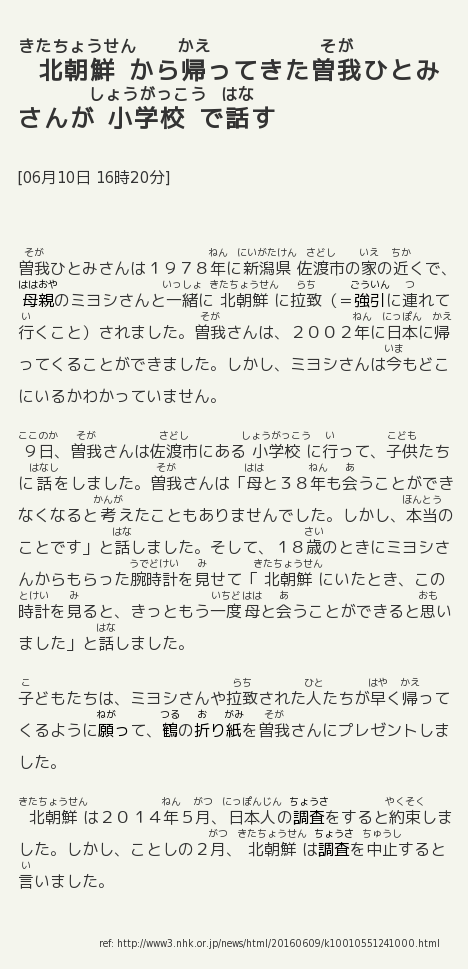 北朝鮮から帰ってきた曽我ひとみ
さんが小学校で話す
[06月10日 16時20分]
曽我ひとみさんは１９７８年に新潟県佐渡市の家の近くで、
母親のミヨシさんと一緒に北朝鮮に拉致（＝強引に連れて
行くこと）されました。曽我さんは、２００２年に日本に帰
ってくることができました。しかし、ミヨシさんは今もどこ
にいるかわかっていません。
９日、曽我さんは佐渡市にある小学校に行って、子供たち
に話をしました。曽我さんは「母と３８年も会うことができ
なくなると考えたこともありませんでした。しかし、本当の
ことです」と話しました。そして、１８歳のときにミヨシさ
んからもらった腕時計を見せて「北朝鮮にいたとき、この
時計を見ると、きっともう一度母と会うことができると思い
ました」と話しました。
子どもたちは、ミヨシさんや拉致された人たちが早く帰って
くるように願って、鶴の折り紙を曽我さんにプレゼントしま
した。
北朝鮮は２０１４年５月、日本人の調査をすると約束しま
した。しかし、ことしの２月、北朝鮮は調査を中止すると
言いました。
ref: http://www3.nhk.or.jp/news/html/20160609/k10010551241000.html